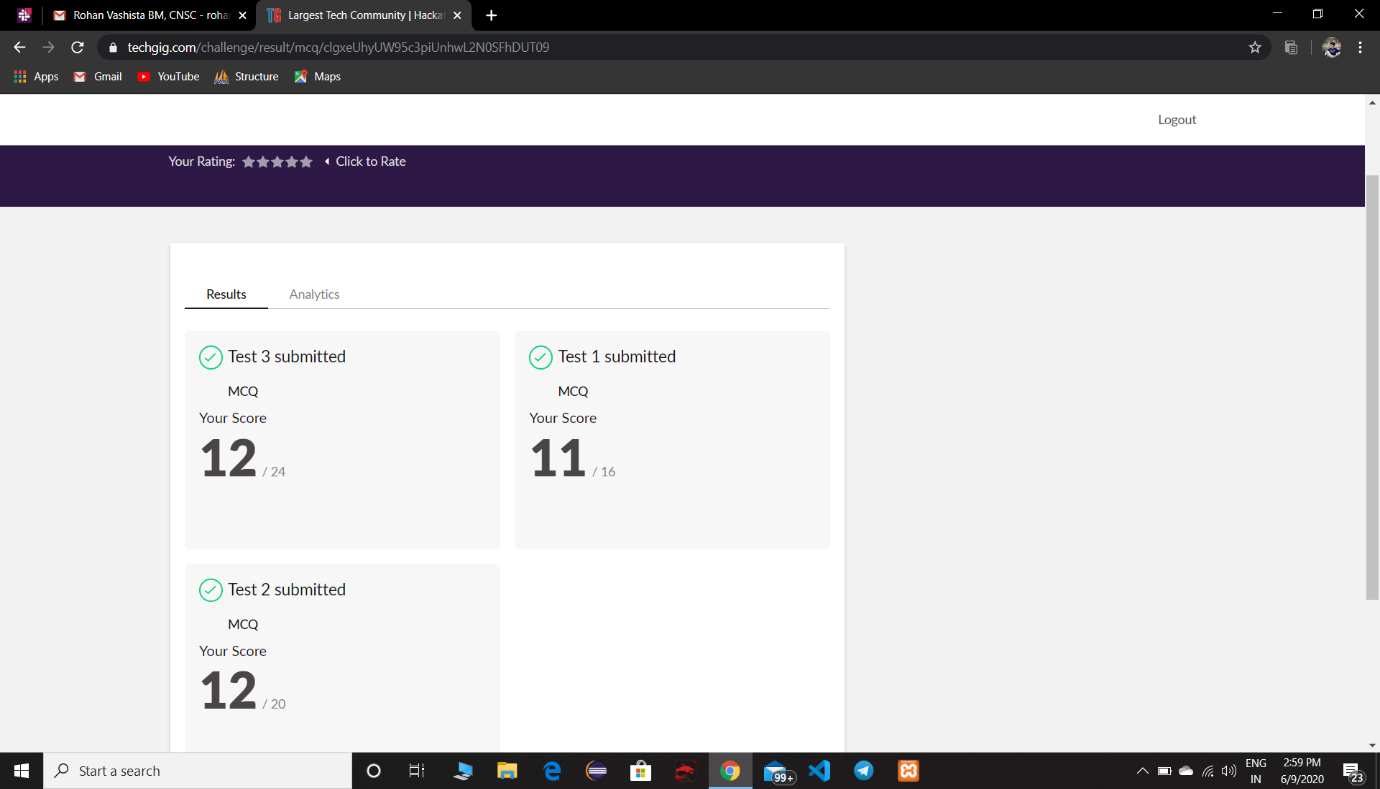 Rohan Vashista BM, CNSC - roha
Largest Tech Community | Hacka
techgig.com/challenge/result/mcq/clgxeUhyUW95c3piUnhwL2N0SFhDUT09
Apps Gmail YouTube Structure Maps
Logout
Your Rating: Click to Rate
Results Analytics
Test 3 submitted
MCQ
Your Score
12 / 24
Test 1 submitted
MCQ
Your Score
11 / 16
Test 2 submitted
MCQ
Your Score
12 / 20
Start a search
99+
ENG
IN
2:59 PM
6/9/2020
23